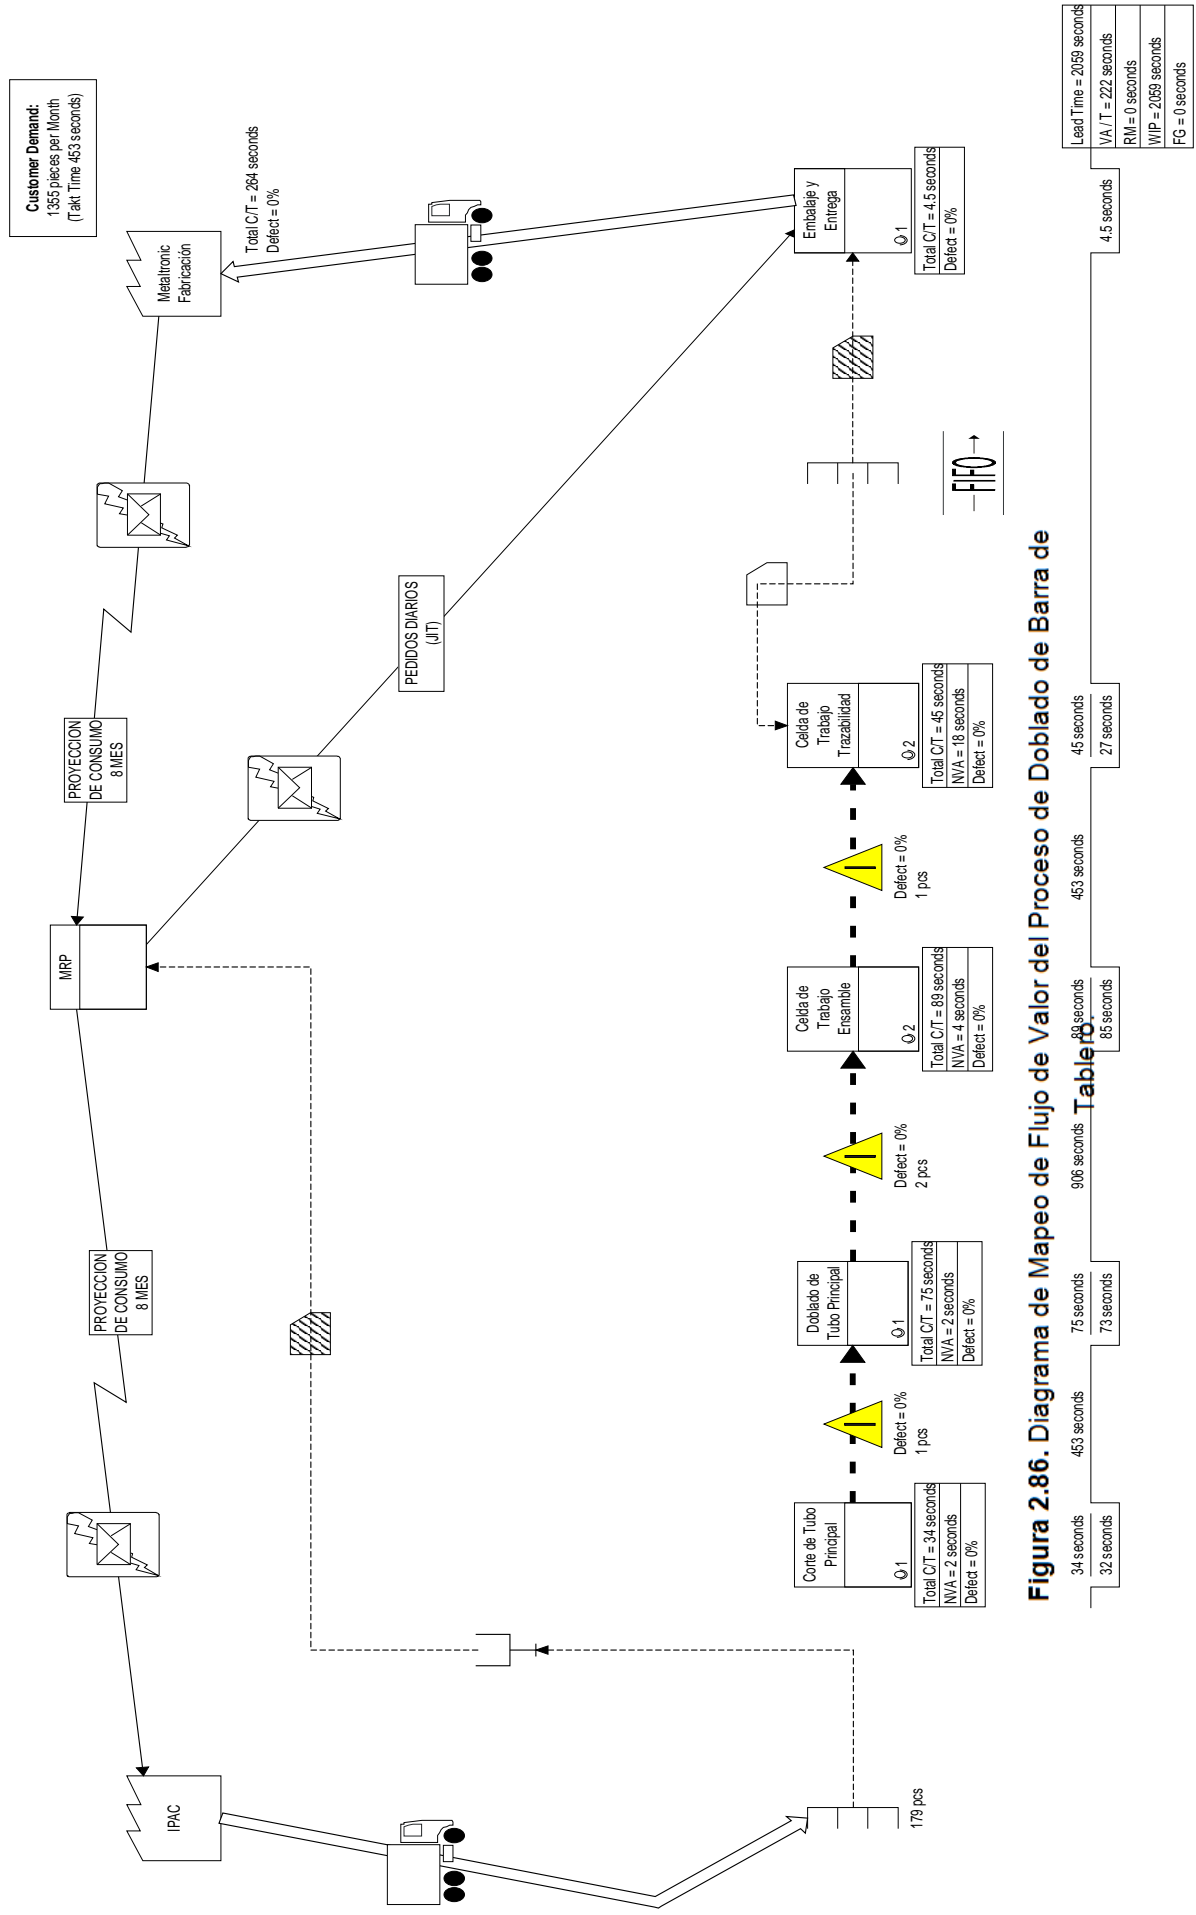 Customer Demand:
1355 pieces per Month
(Takt Time 453 seconds)
IPAC
PROYECCION
DE CONSUMO
8 MES
MRP
PROYECCION
DE CONSUMO
8 MES
Metaltronic
Fabricación
Total C/T = 264 seconds
Defect = 0%
PEDIDOS DIARIOS
(JIT)
179 pcs
Corte de Tubo
Principal
1
Total C/T = 34 seconds
NVA = 2 seconds
Defect = 0%
I
Defect = 0%
1 pcs
Doblado de
Tubo Principal
1
Total C/T = 75 seconds
NVA = 2 seconds
Defect = 0%
I
Defect = 0%
2 pcs
Celda de
Trabajo
Ensamble
2
Total C/T = 89 seconds
NVA = 4 seconds
Defect = 0%
I
Defect = 0%
1 pcs
Celda de
Trabajo
Trazabilidad
2
Total C/T = 45 seconds
NVA = 18 seconds
Defect = 0%
FIFO
Embalaje y
Entrega
1
Total C/T = 4.5 seconds
Defect = 0%
Figura 2.86. Diagrama de Mapeo de Flujo de Valor del Proceso de Doblado de Barra de
Tablero.
34 seconds
32 seconds
453 seconds
75 seconds
73 seconds
906 seconds
89 seconds
85 seconds
453 seconds
45 seconds
27 seconds
4.5 seconds
Lead Time = 2059 seconds
VA / T = 222 seconds
RM = 0 seconds
WIP = 2059 seconds
FG = 0 seconds